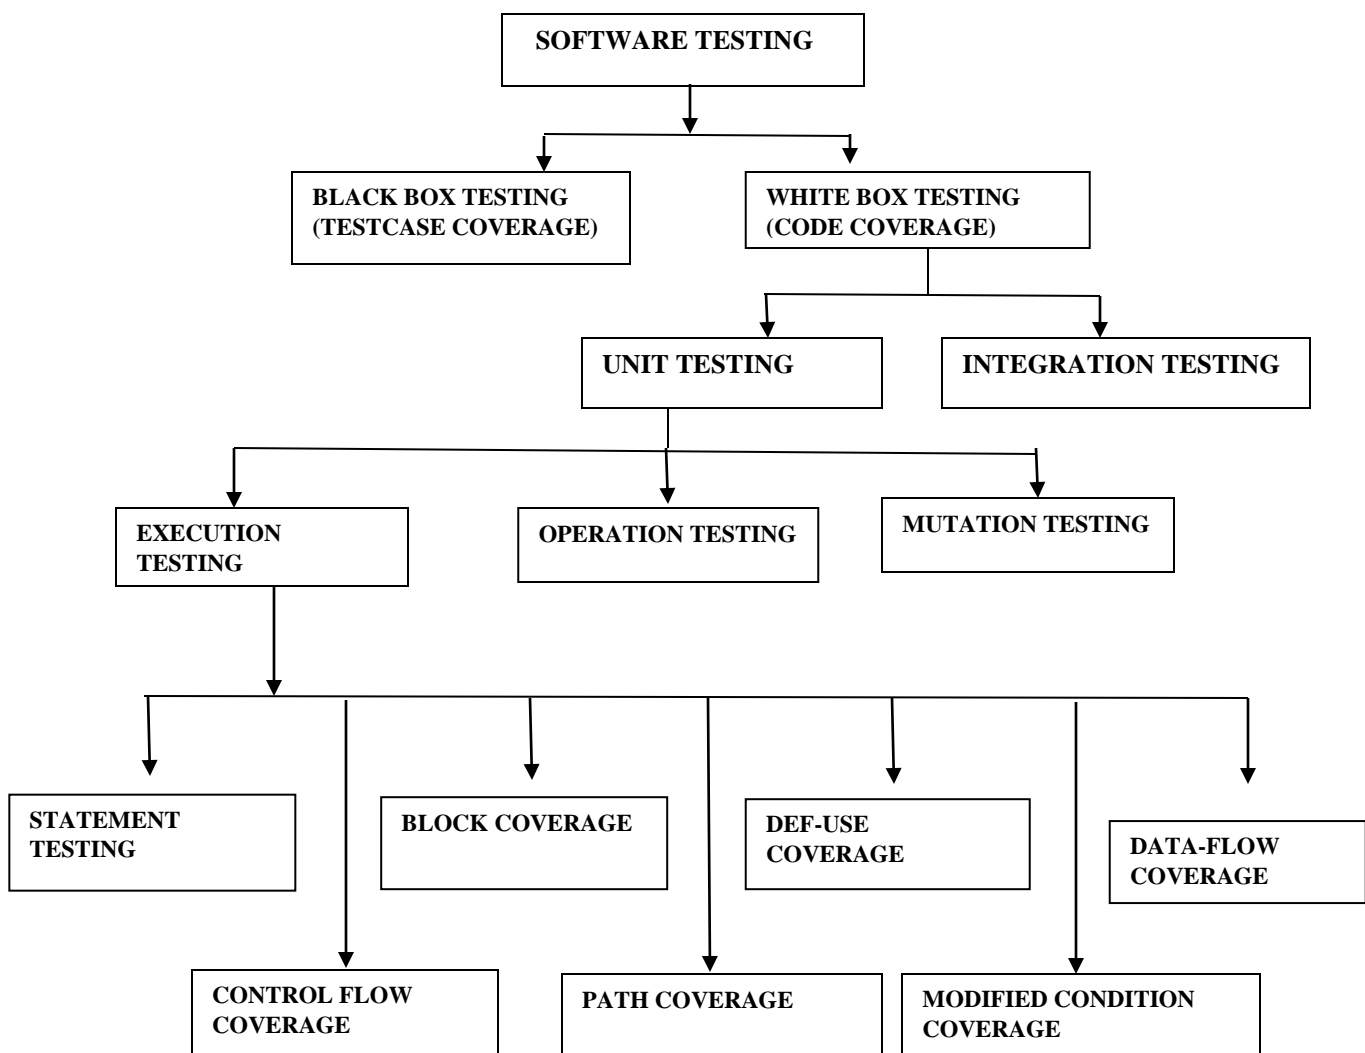 SOFTWARE TESTING
BLACK BOX TESTING
(TESTCASE COVERAGE)
WHITE BOX TESTING
(CODE COVERAGE)
UNIT TESTING
INTEGRATION TESTING
EXECUTION
TESTING
OPERATION TESTING
MUTATION TESTING
STATEMENT
TESTING
BLOCK COVERAGE
DEF-USE
COVERAGE
DATA-FLOW
COVERAGE
CONTROL FLOW
COVERAGE
PATH COVERAGE
MODIFIED CONDITION
COVERAGE